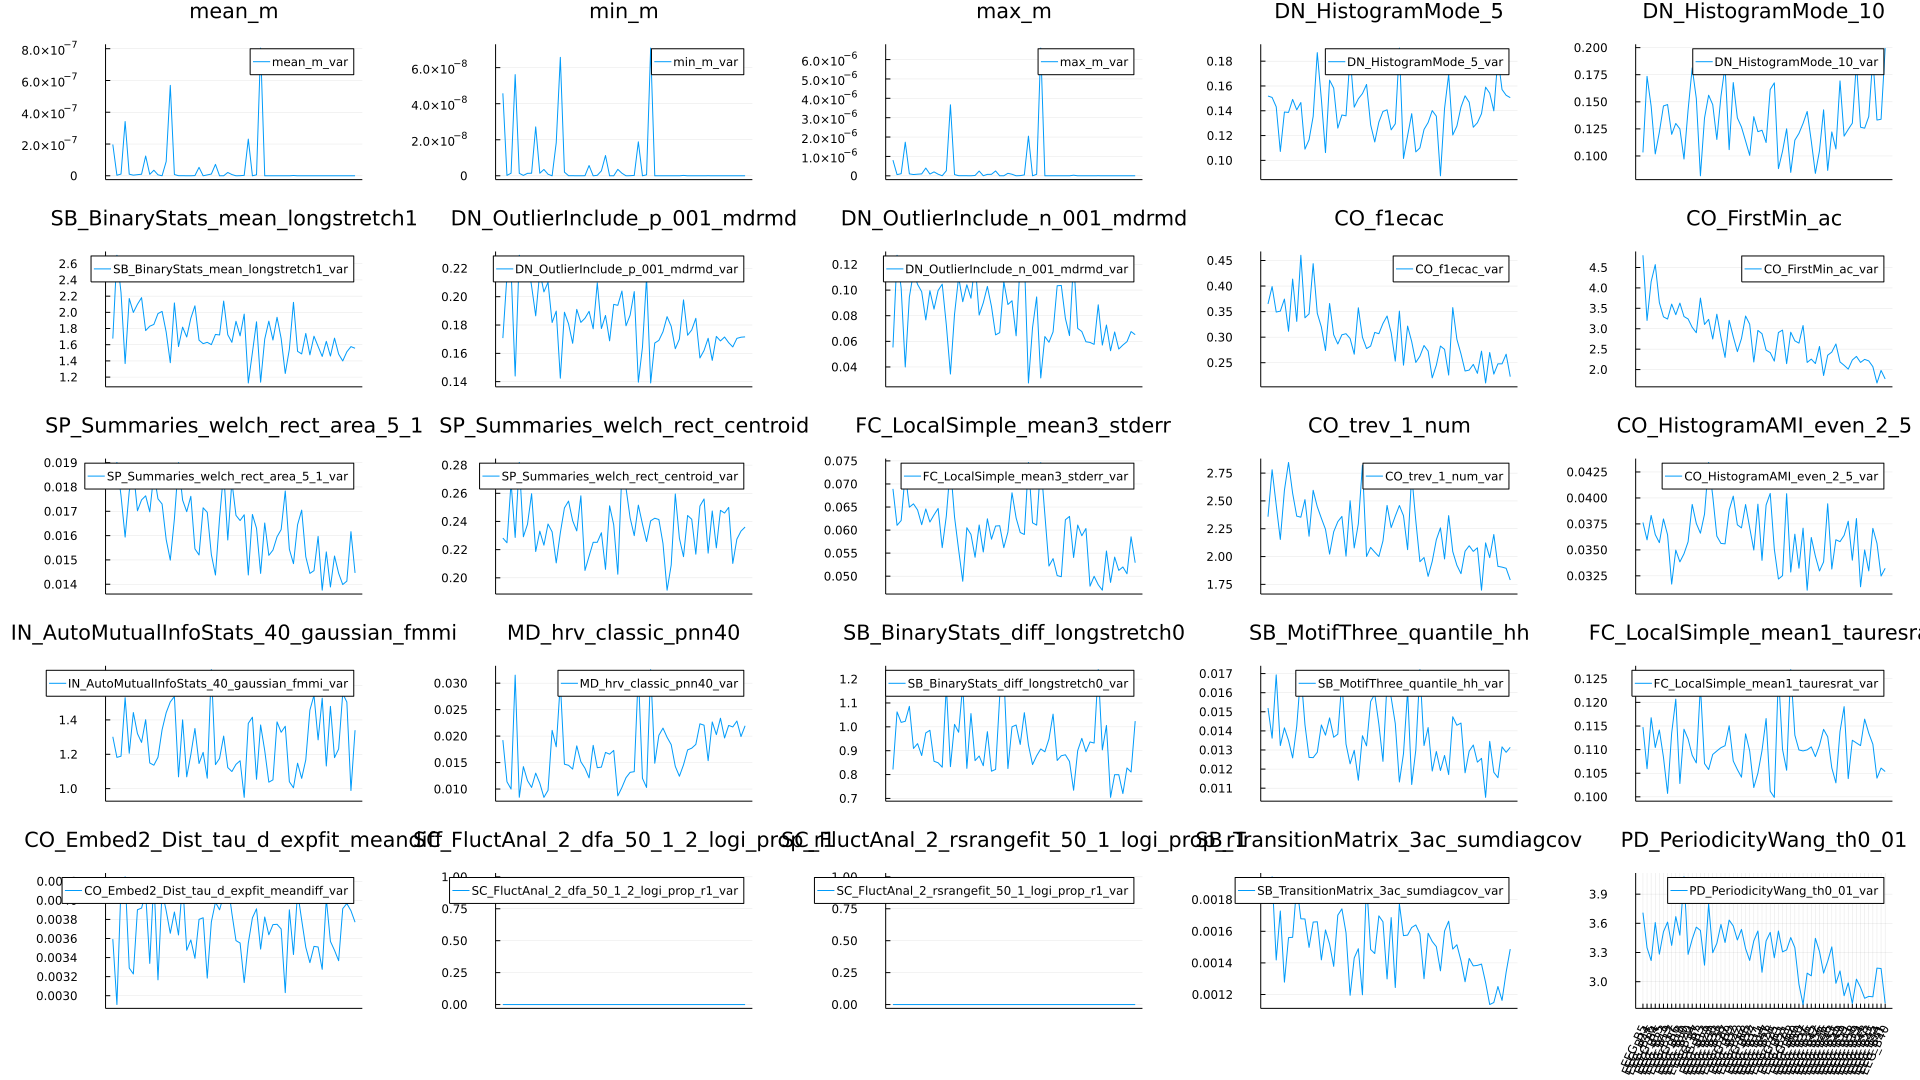 mean_m
min_m
max_m
DN_HistogramMode_5
DN_HistogramMode_10
8.0×10⁻⁷
6.0×10⁻⁷
4.0×10⁻⁷
2.0×10⁻⁷
0
mean_m_var
6.0×10⁻⁸
4.0×10⁻⁸
2.0×10⁻⁸
0
min_m_var
6.0×10⁻⁶
5.0×10⁻⁶
4.0×10⁻⁶
3.0×10⁻⁶
2.0×10⁻⁶
1.0×10⁻⁶
0
max_m_var
0.18
0.16
0.14
0.12
0.10
DN_HistogramMode_5_var
0.200
0.175
0.150
0.125
0.100
DN_HistogramMode_10_var
SB_BinaryStats_mean_longstretch1
DN_OutlierInclude_p_001_mdrmd
DN_OutlierInclude_n_001_mdrmd
CO_f1ecac
CO_FirstMin_ac
2.6
2.4
2.2
2.0
1.8
1.6
1.4
1.2
SB_BinaryStats_mean_longstretch1_var
0.22
0.20
0.18
0.16
0.14
DN_OutlierInclude_p_001_mdrmd_var
0.12
0.10
0.08
0.06
0.04
DN_OutlierInclude_n_001_mdrmd_var
0.45
0.40
0.35
0.30
0.25
CO_f1ecac_var
4.5
4.0
3.5
3.0
2.5
2.0
CO_FirstMin_ac_var
SP_Summaries_welch_rect_area_5_1
SP_Summaries_welch_rect_centroid
FC_LocalSimple_mean3_stderr
CO_trev_1_num
CO_HistogramAMI_even_2_5
0.019
0.018
0.017
0.016
0.015
0.014
SP_Summaries_welch_rect_area_5_1_var
0.28
0.26
0.24
0.22
0.20
SP_Summaries_welch_rect_centroid_var
0.075
0.070
0.065
0.060
0.055
0.050
FC_LocalSimple_mean3_stderr_var
2.75
2.50
2.25
2.00
1.75
CO_trev_1_num_var
0.0425
0.0400
0.0375
0.0350
0.0325
CO_HistogramAMI_even_2_5_var
IN_AutoMutualInfoStats_40_gaussian_fmmi
MD_hrv_classic_pnn40
SB_BinaryStats_diff_longstretch0
SB_MotifThree_quantile_hh
FC_LocalSimple_mean1_tauresra
1.4
1.2
1.0
IN_AutoMutualInfoStats_40_gaussian_fmmi_var
0.030
0.025
0.020
0.015
0.010
MD_hrv_classic_pnn40_var
1.2
1.1
1.0
0.9
0.8
0.7
SB_BinaryStats_diff_longstretch0_var
0.017
0.016
0.015
0.014
0.013
0.012
0.011
SB_MotifThree_quantile_hh_var
0.125
0.120
0.115
0.110
0.105
0.100
FC_LocalSimple_mean1_tauresrat_var
CO_Embed2_Dist_tau_d_expfit_meandiff
SC_FluctAnal_2_dfa_50_1_2_logi_prop_r1
SC_FluctAnal_2_rsrangefit_50_1_logi_prop_r1
SB_TransitionMatrix_3ac_sumdiagcov
PD_PeriodicityWang_th0_01
0.0038
0.0036
0.0034
0.0032
0.0030
CO_Embed2_Dist_tau_d_expfit_meandiff_var
1.00
0.75
0.50
0.25
0.00
SC_FluctAnal_2_dfa_50_1_2_logi_prop_r1_var
1.00
0.75
0.50
0.25
0.00
SC_FluctAnal_2_rsrangefit_50_1_logi_prop_r1_var
0.0018
0.0016
0.0014
0.0012
SB_TransitionMatrix_3ac_sumdiagcov_var
3.9
3.6
3.3
3.0
PD_PeriodicityWang_th0_01_var